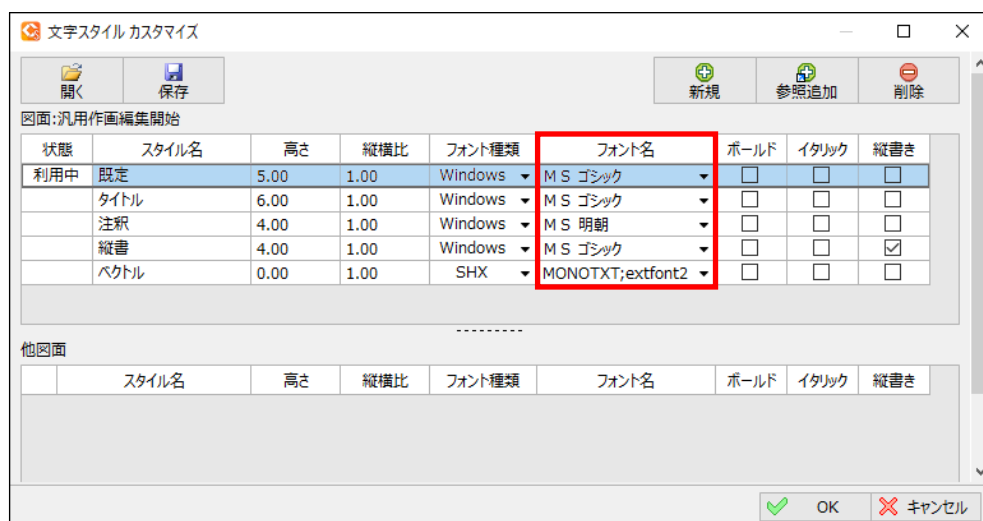 文字スタイル カスタマイズ
開く 保存 新規 参照追加 削除
図面:汎用作画編集開始
状態 スタイル名 高さ 縦横比 フォント種類 フォント名 ボールド イタリック 縦書き
利用中 既定 5.00 1.00 Windows ＭＳ ゴシック
タイトル 6.00 1.00 Windows ＭＳ ゴシック
注釈 4.00 1.00 Windows ＭＳ 明朝
縦書 4.00 1.00 Windows ＭＳ ゴシック
ベクトル 0.00 1.00 SHX MONOTXT;extfont2
他図面
スタイル名 高さ 縦横比 フォント種類 フォント名 ボールド イタリック 縦書き
OK キャンセル